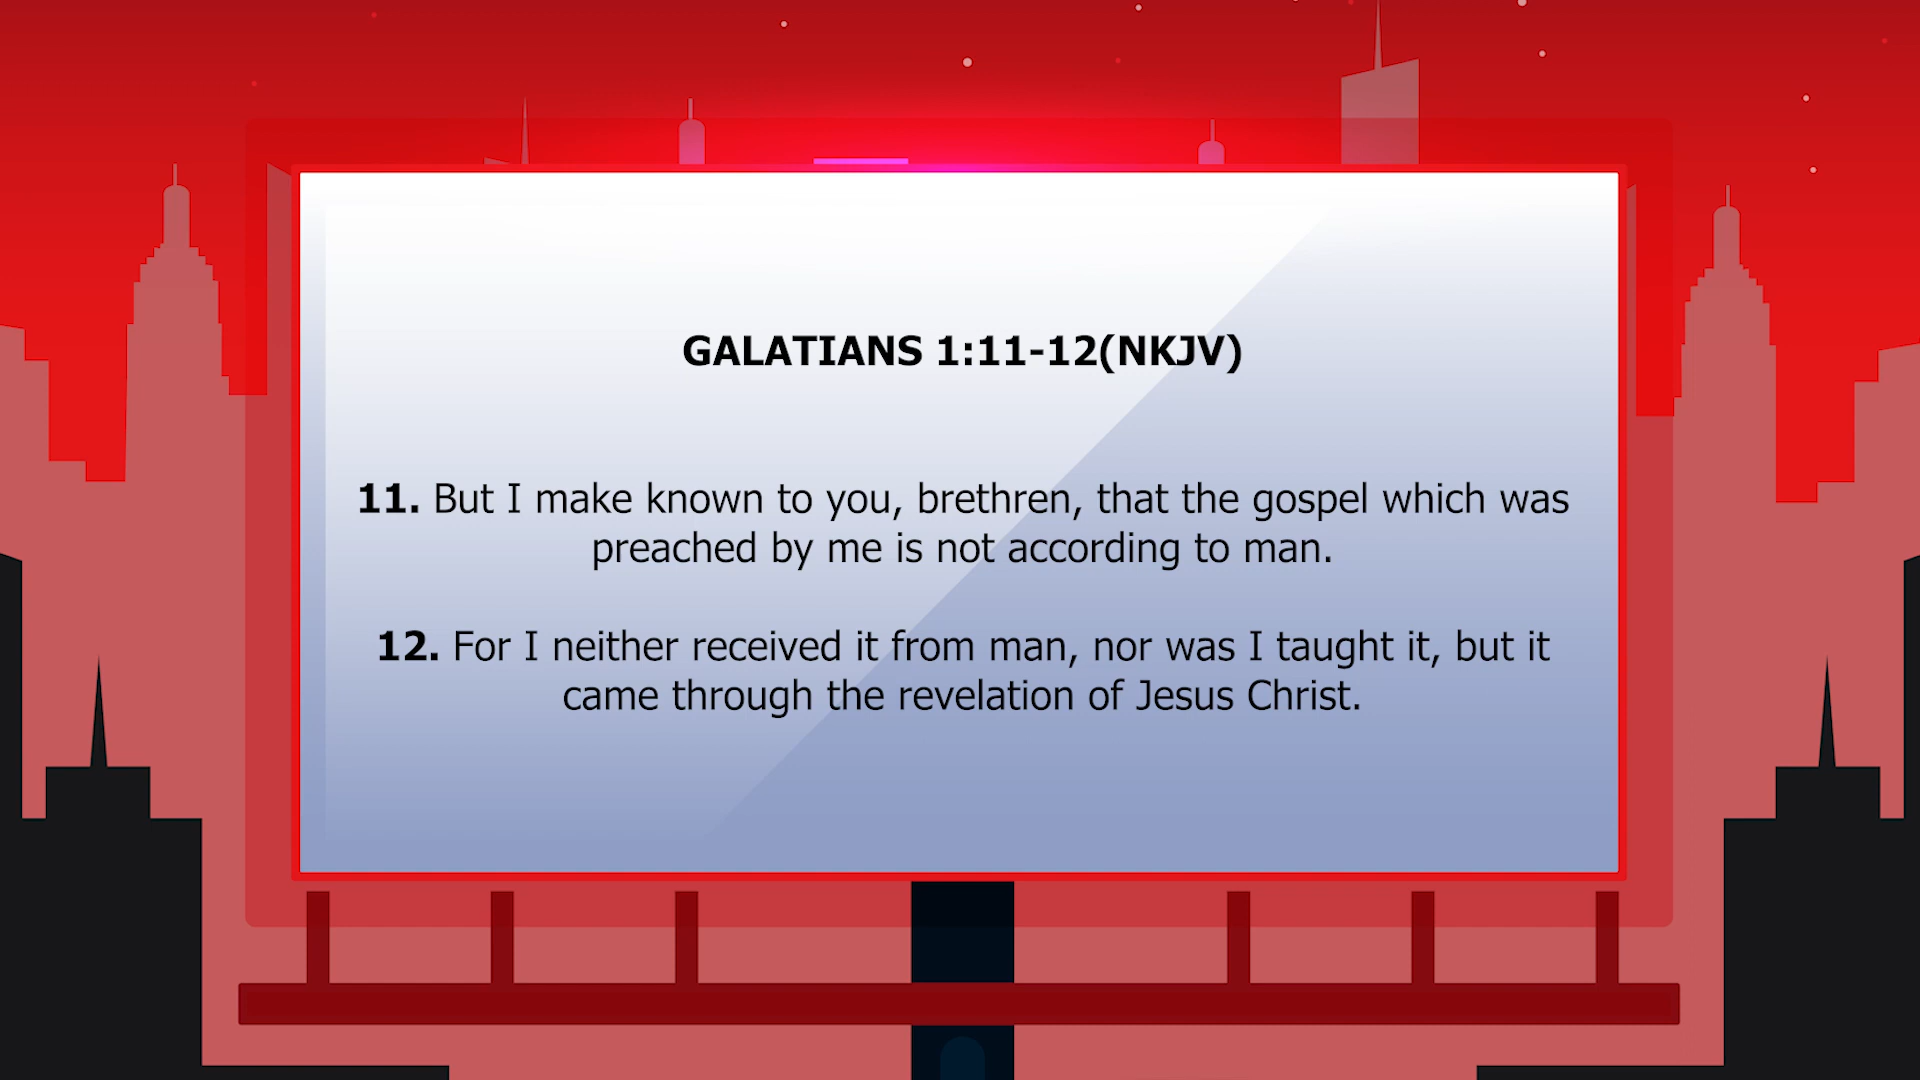 GALATIANS 1:11-12(NKJV)
11. But I make known to you, brethren, that the gospel which was
preached by me is not according to man.
12. For I neither received it from man, nor was I taught it, but it
came through the revelation of Jesus Christ.